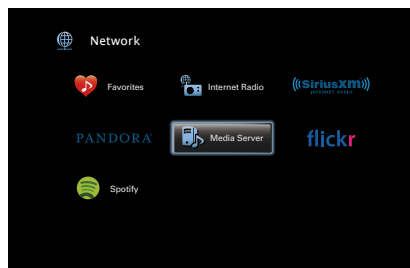 Network
Favorites
Internet Radio
((SiriusXM))
INTERNET RADIO
PANDORA
Media Server
flickr
Spotify